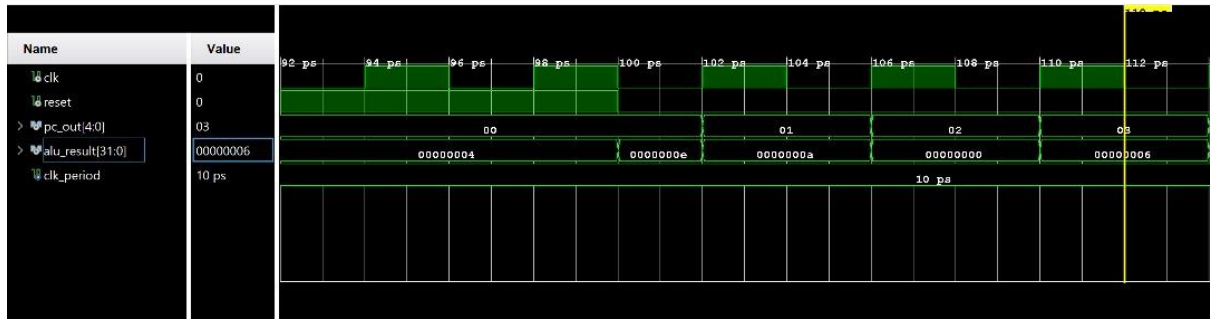 Name Value
92 ps 94 ps 96 ps 98 ps 100 ps 102 ps 104 ps 106 ps 108 ps 110 ps 112 ps
clk 0
reset 0
pc_out[4:0] 03 00 01 02 03
alu_result[31:0] 00000006 00000004 0000000e 0000000a 00000000 00000006
clk_period 10 ps 10 ps